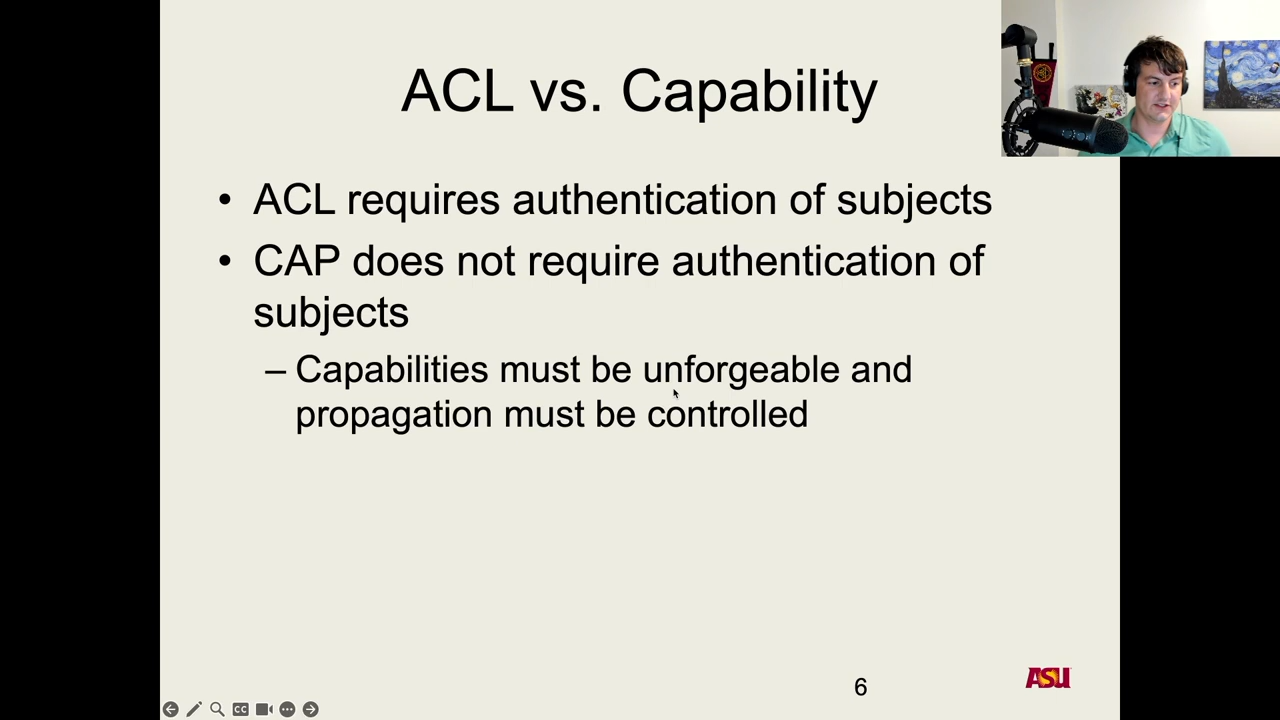 ACL vs. Capability
• ACL requires authentication of subjects
• CAP does not require authentication of
subjects
– Capabilities must be unforgeable and
propagation must be controlled
6
ASU
CC